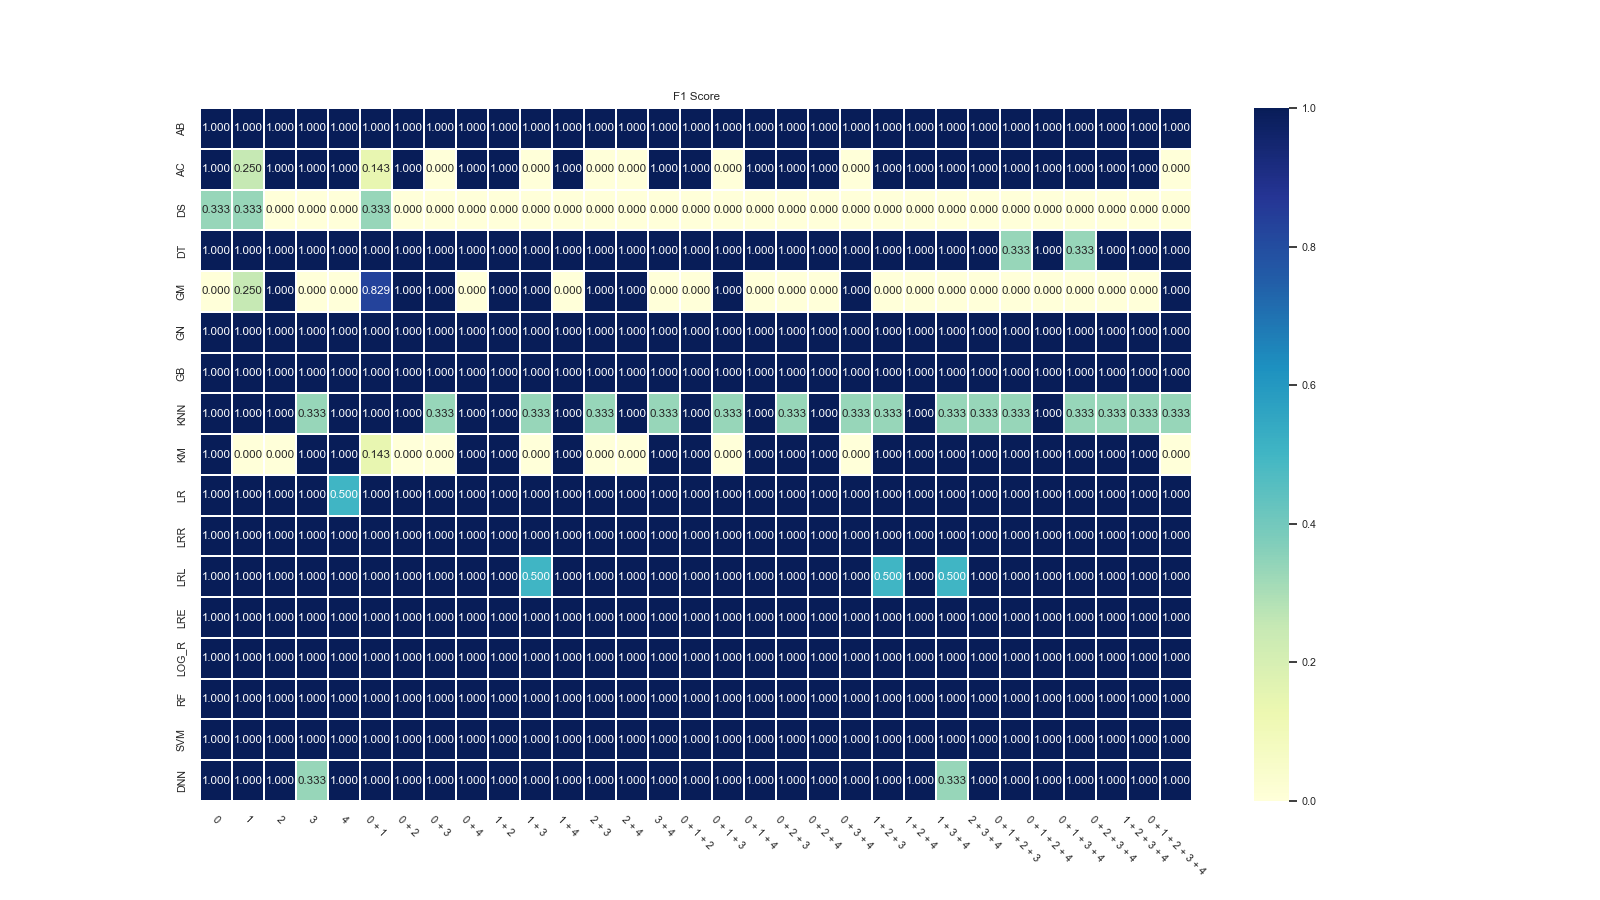 F1 Score
AB 1.000 1.000 1.000 1.000 1.000 1.000 1.000 1.000 1.000 1.000 1.000 1.000 1.000 1.000 1.000 1.000 1.000 1.000 1.000 1.000 1.000 1.000 1.000 1.000 1.000 1.000 1.000 1.000 1.000 1.000 1.000
AC 1.000 0.250 1.000 1.000 1.000 0.143 1.000 0.000 1.000 1.000 0.000 1.000 0.000 0.000 1.000 1.000 0.000 1.000 1.000 1.000 0.000 1.000 1.000 1.000 1.000 1.000 1.000 1.000 1.000 1.000 0.000
DS 0.333 0.333 0.000 0.000 0.000 0.333 0.000 0.000 0.000 0.000 0.000 0.000 0.000 0.000 0.000 0.000 0.000 0.000 0.000 0.000 0.000 0.000 0.000 0.000 0.000 0.000 0.000 0.000 0.000 0.000 0.000
DT 1.000 1.000 1.000 1.000 1.000 1.000 1.000 1.000 1.000 1.000 1.000 1.000 1.000 1.000 1.000 1.000 1.000 1.000 1.000 1.000 1.000 1.000 1.000 1.000 1.000 0.333 1.000 0.333 1.000 1.000 1.000
GM 0.000 0.250 1.000 0.000 0.000 0.829 1.000 1.000 0.000 1.000 1.000 0.000 1.000 1.000 0.000 0.000 1.000 0.000 0.000 0.000 1.000 0.000 0.000 0.000 0.000 0.000 0.000 0.000 0.000 0.000 1.000
GN 1.000 1.000 1.000 1.000 1.000 1.000 1.000 1.000 1.000 1.000 1.000 1.000 1.000 1.000 1.000 1.000 1.000 1.000 1.000 1.000 1.000 1.000 1.000 1.000 1.000 1.000 1.000 1.000 1.000 1.000 1.000
GB 1.000 1.000 1.000 1.000 1.000 1.000 1.000 1.000 1.000 1.000 1.000 1.000 1.000 1.000 1.000 1.000 1.000 1.000 1.000 1.000 1.000 1.000 1.000 1.000 1.000 1.000 1.000 1.000 1.000 1.000 1.000
KNN 1.000 1.000 1.000 0.333 1.000 1.000 1.000 0.333 1.000 1.000 0.333 1.000 0.333 1.000 0.333 1.000 0.333 1.000 0.333 1.000 0.333 0.333 1.000 0.333 0.333 0.333 1.000 0.333 0.333 0.333 0.333
KM 1.000 0.000 0.000 1.000 1.000 0.143 0.000 0.000 1.000 1.000 0.000 1.000 0.000 0.000 1.000 1.000 0.000 1.000 1.000 1.000 0.000 1.000 1.000 1.000 1.000 1.000 1.000 1.000 1.000 1.000 0.000
LR 1.000 1.000 1.000 1.000 0.500 1.000 1.000 1.000 1.000 1.000 1.000 1.000 1.000 1.000 1.000 1.000 1.000 1.000 1.000 1.000 1.000 1.000 1.000 1.000 1.000 1.000 1.000 1.000 1.000 1.000 1.000
LRR 1.000 1.000 1.000 1.000 1.000 1.000 1.000 1.000 1.000 1.000 1.000 1.000 1.000 1.000 1.000 1.000 1.000 1.000 1.000 1.000 1.000 1.000 1.000 1.000 1.000 1.000 1.000 1.000 1.000 1.000 1.000
LRL 1.000 1.000 1.000 1.000 1.000 1.000 1.000 1.000 1.000 1.000 0.500 1.000 1.000 1.000 1.000 1.000 1.000 1.000 1.000 1.000 1.000 0.500 1.000 0.500 1.000 1.000 1.000 1.000 1.000 1.000 1.000
LRE 1.000 1.000 1.000 1.000 1.000 1.000 1.000 1.000 1.000 1.000 1.000 1.000 1.000 1.000 1.000 1.000 1.000 1.000 1.000 1.000 1.000 1.000 1.000 1.000 1.000 1.000 1.000 1.000 1.000 1.000 1.000
LOG_R 1.000 1.000 1.000 1.000 1.000 1.000 1.000 1.000 1.000 1.000 1.000 1.000 1.000 1.000 1.000 1.000 1.000 1.000 1.000 1.000 1.000 1.000 1.000 1.000 1.000 1.000 1.000 1.000 1.000 1.000 1.000
RF 1.000 1.000 1.000 1.000 1.000 1.000 1.000 1.000 1.000 1.000 1.000 1.000 1.000 1.000 1.000 1.000 1.000 1.000 1.000 1.000 1.000 1.000 1.000 1.000 1.000 1.000 1.000 1.000 1.000 1.000 1.000
SVM 1.000 1.000 1.000 1.000 1.000 1.000 1.000 1.000 1.000 1.000 1.000 1.000 1.000 1.000 1.000 1.000 1.000 1.000 1.000 1.000 1.000 1.000 1.000 1.000 1.000 1.000 1.000 1.000 1.000 1.000 1.000
DNN 1.000 1.000 1.000 0.333 1.000 1.000 1.000 1.000 1.000 1.000 1.000 1.000 1.000 1.000 1.000 1.000 1.000 1.000 1.000 1.000 1.000 1.000 1.000 0.333 1.000 1.000 1.000 1.000 1.000 1.000 1.000
0
1
2
3
4
0 + 1
0 + 2
0 + 3
0 + 4
1 + 2
1 + 3
1 + 4
2 + 3
2 + 4
3 + 4
0 + 1 + 2
0 + 1 + 3
0 + 1 + 4
0 + 2 + 3
0 + 2 + 4
0 + 3 + 4
1 + 2 + 3
1 + 2 + 4
1 + 3 + 4
2 + 3 + 4
0 + 1 + 2 + 3
0 + 1 + 2 + 4
0 + 1 + 3 + 4
0 + 2 + 3 + 4
1 + 2 + 3 + 4
0 + 1 + 2 + 3 + 4
1.0
0.8
0.6
0.4
0.2
0.0